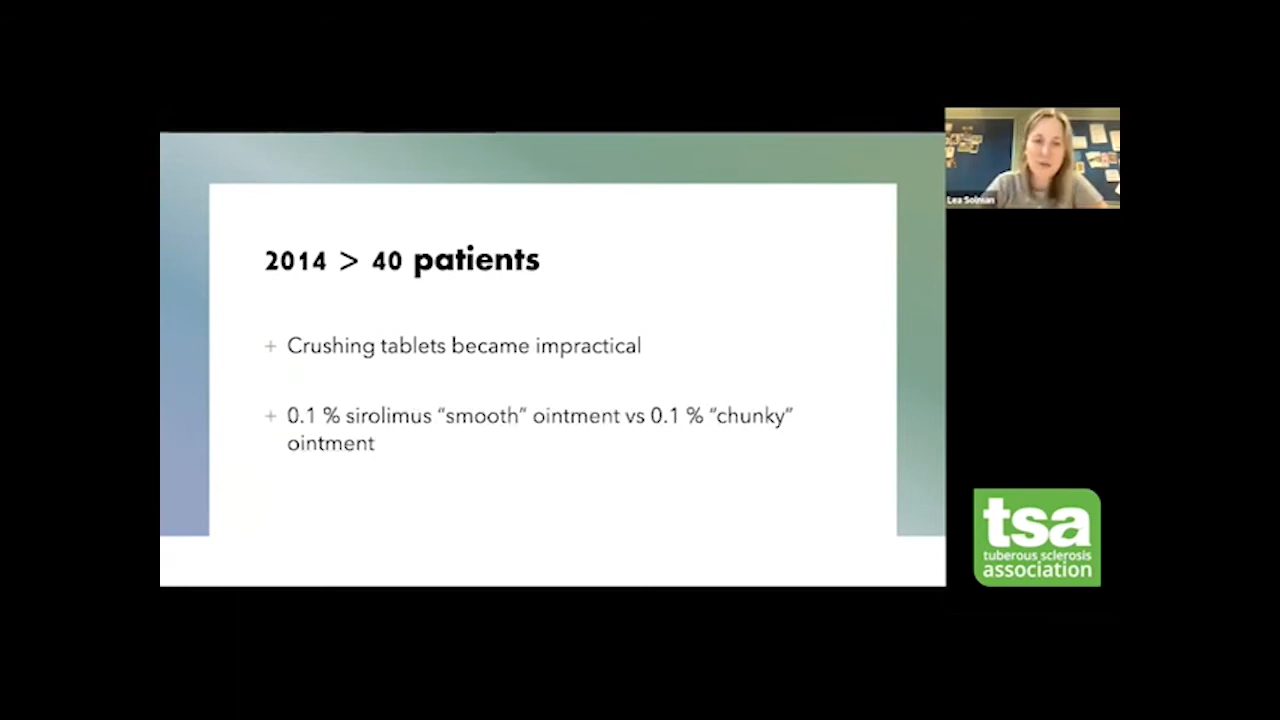 2014 > 40 patients
+ Crushing tablets became impractical
+ 0.1 % sirolimus “smooth” ointment vs 0.1 % “chunky”
ointment
Lea Solman
tsa
tuberous sclerosis
association